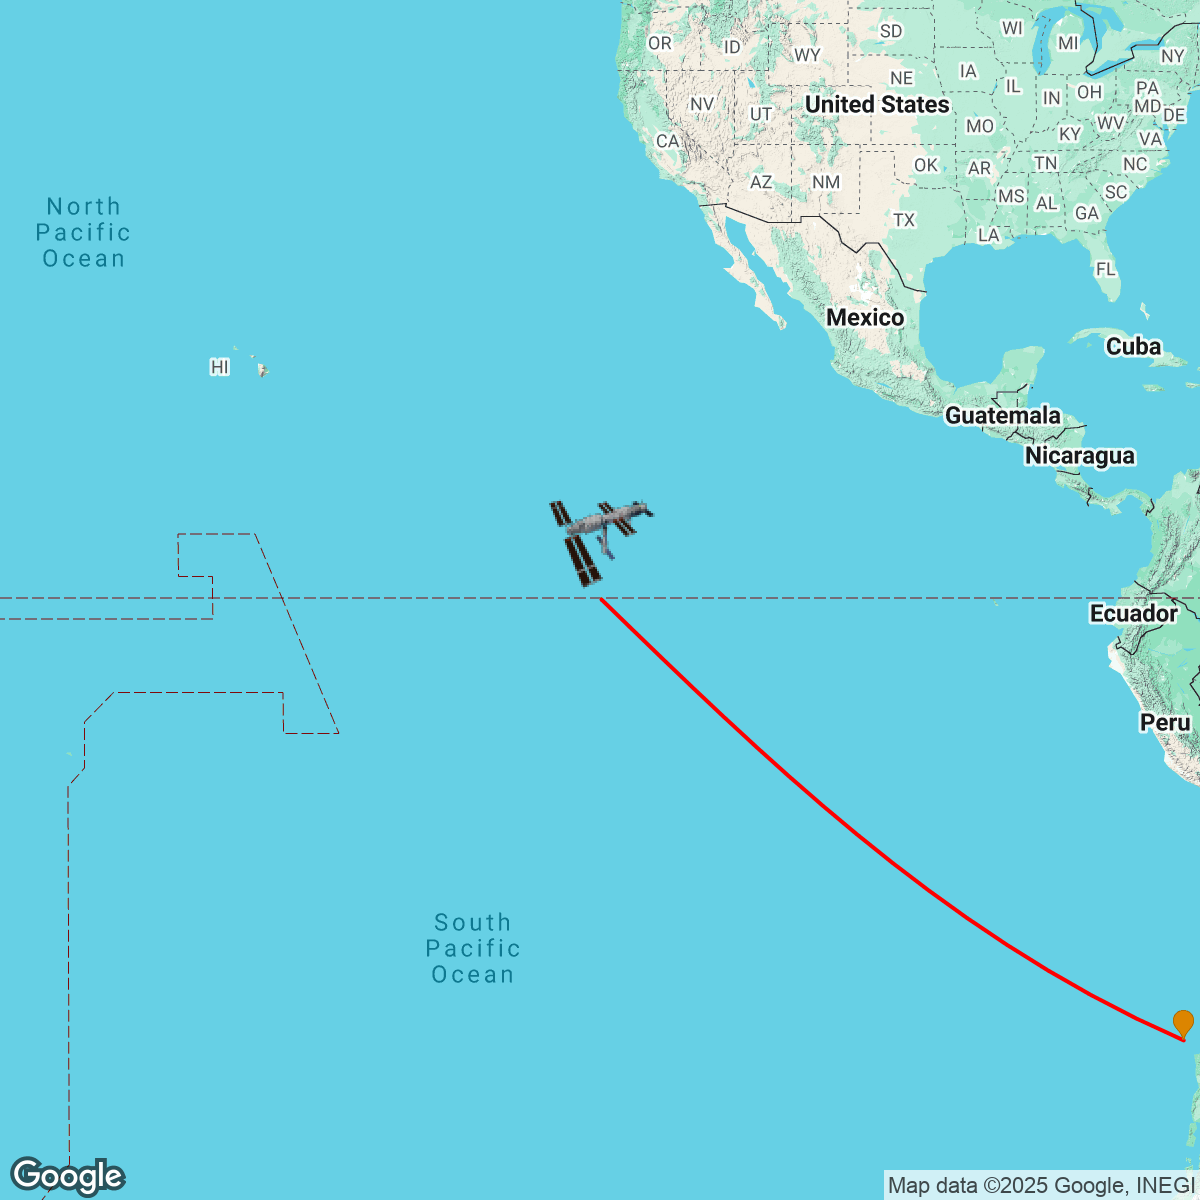 WI
SD
OR
ID
MI
WY
NY
IA
NE
IL
OH
PA
IN
United States
NV
MD
UT
DE
MO
WV
KY
VA
CA
NC
TN
OK
AR
AZ
NM
SC
MS
AL
North
Pacific
Ocean
GA
TX
LA
FL
Mexico
Cuba
HI
Guatemala
Nicaragua
Ecuador
Peru
South
Pacific
Ocean
Google
Map data ©2025 Google, INEGI